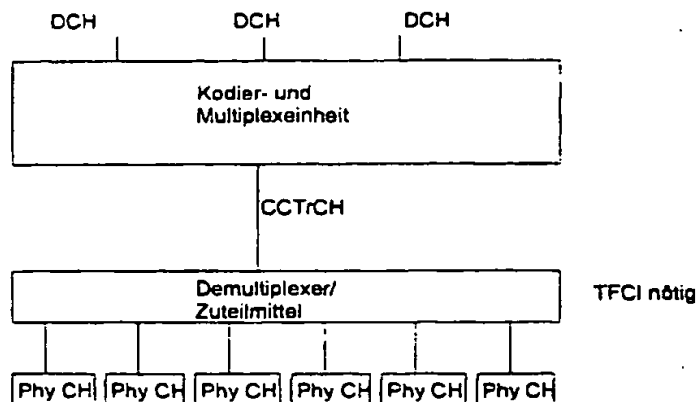 DCH DCH DCH
Kodier- und
Multiplexeinheit
CCTrCH
Demultiplexer/
Zuteilmittel
TFCI nötig
Phy CH Phy CH Phy CH Phy CH Phy CH Phy CH